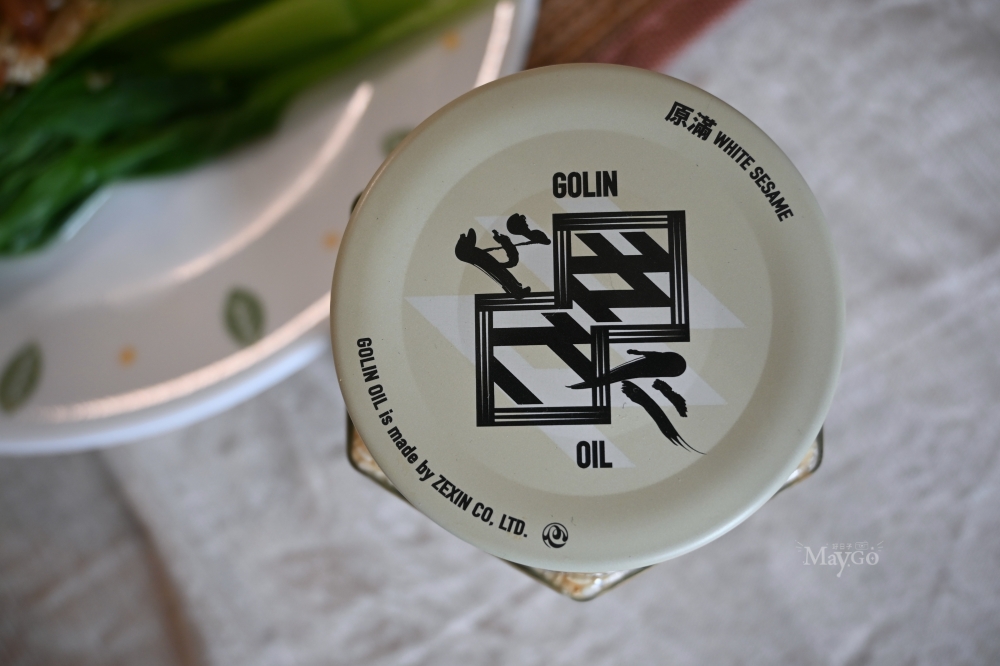 原滿 WHITE SESAME
GOLIN
OIL
GOLIN OIL is made by ZEXIN CO, LTD.
MayGo